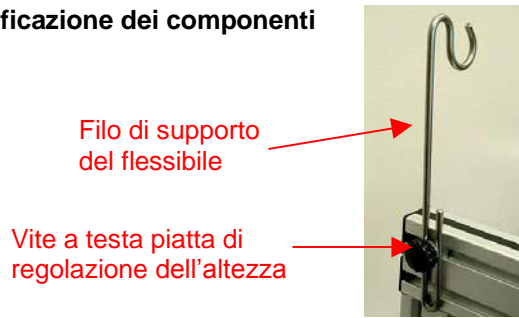 ficazione dei componenti
Filo di supporto
del flessibile
Vite a testa piatta di
regolazione dell'altezza